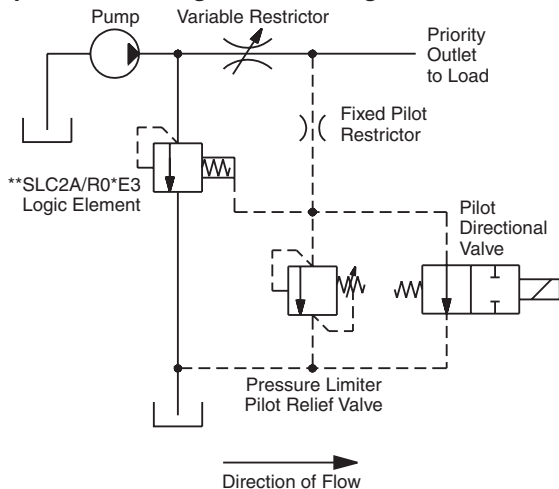 Pump
Variable Restrictor
Priority
Outlet
to Load
Fixed Pilot
Restrictor
**SLC2A/R0*E3
Logic Element
Pilot
Directional
Valve
Pressure Limiter
Pilot Relief Valve
Direction of Flow